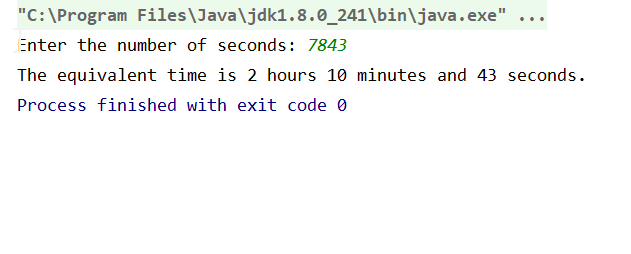 "C:\Program Files\Java\jdk1.8.0_241\bin\java.exe" ...
Enter the number of seconds: 7843
The equivalent time is 2 hours 10 minutes and 43 seconds.
Process finished with exit code 0